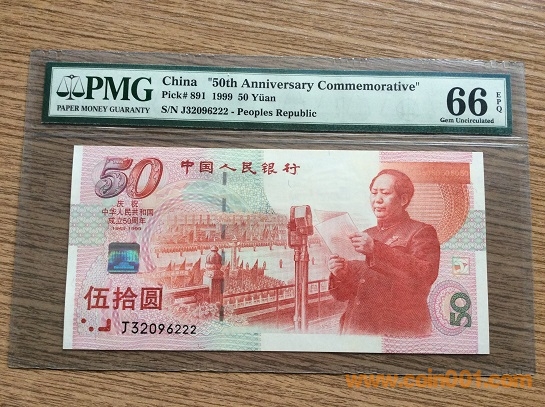 PMG
PAPER MONEY GUARANTY
China "50th Anniversary Commemorative"
Pick# 891 1999 50 Yüan
S/N J32096222 - Peoples Republic
66 EPQ
Gem Uncirculated
50
中国人民银行
庆祝
中华人民共和国
成立50周年
1949-1999
伍拾圆
J32096222
50
www.coin001.com